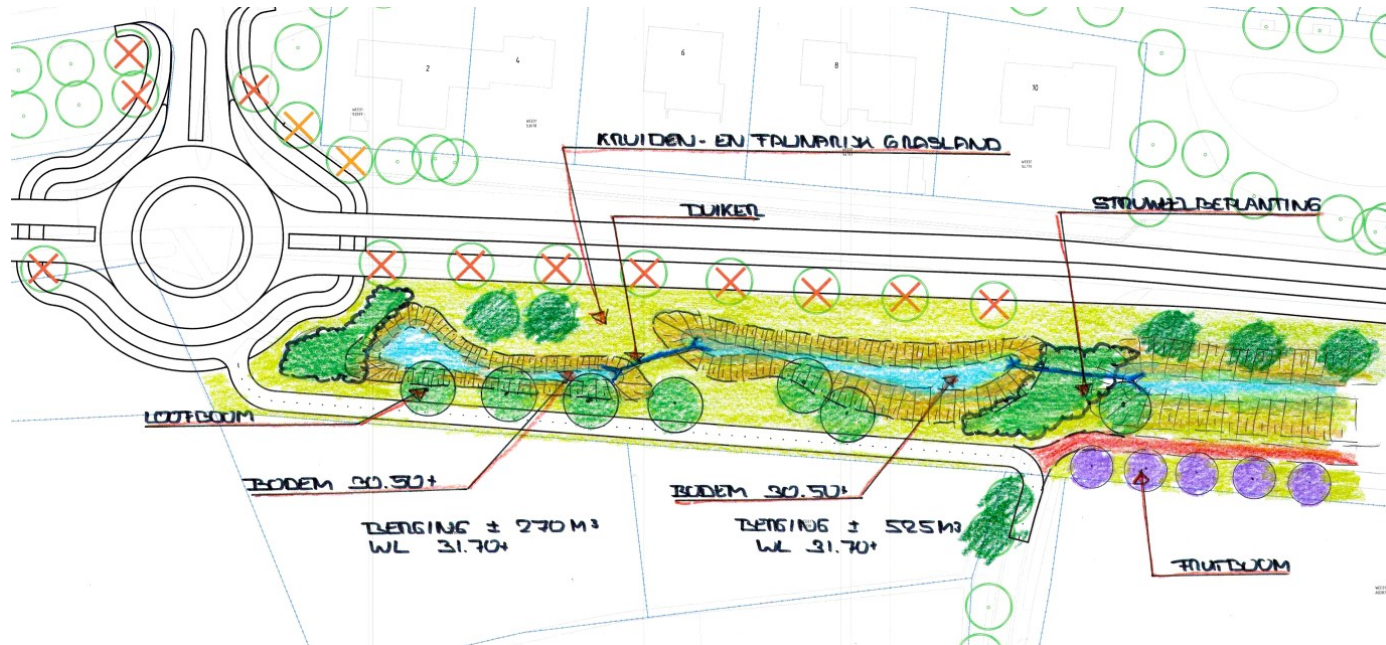 2
4
6
8
10
KRUIDEN- EN FAUNARIJK GRASLAND
DUIKER
STRUWEELBEPLANTING
LOOFBOOM
BODEM 30.50+
BODEM 30.50+
BERGING ± 270 M³
WL 31.70+
BERGING ± 525 M³
WL 31.70+
FRUITBOOM